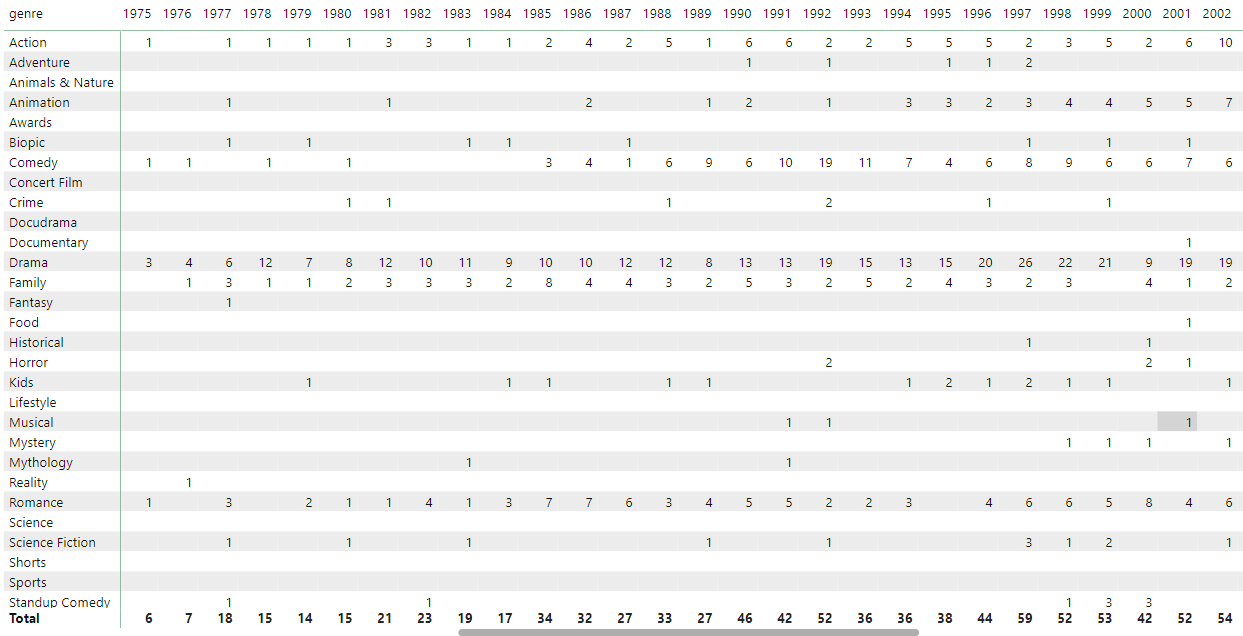 genre 1975 1976 1977 1978 1979 1980 1981 1982 1983 1984 1985 1986 1987 1988 1989 1990 1991 1992 1993 1994 1995 1996 1997 1998 1999 2000 2001 2002
Action 1 1 1 1 1 3 3 1 1 2 4 2 5 1 6 6 2 2 5 5 5 2 3 5 2 6 10
Adventure 1 1 1 1 2
Animals & Nature
Animation 1 1 2 1 2 1 3 3 2 3 4 4 5 5 7
Awards
Biopic 1 1 1 1 1 1 1 1
Comedy 1 1 1 1 3 4 1 6 9 6 10 19 11 7 4 6 8 9 6 6 7 6
Concert Film
Crime 1 1 1 2 1 1
Docudrama
Documentary 1
Drama 3 4 6 12 7 8 12 10 11 9 10 10 12 12 8 13 13 19 15 13 15 20 26 22 21 9 19 19
Family 1 3 1 1 2 3 3 3 2 8 4 4 3 2 5 3 2 5 2 4 3 2 3 4 1 2
Fantasy 1
Food 1
Historical 1 1
Horror 2 2 1
Kids 1 1 1 1 1 1 2 1 2 1 1 1
Lifestyle
Musical 1 1 1
Mystery 1 1 1 1
Mythology 1 1
Reality 1
Romance 1 3 2 1 1 4 1 3 7 7 6 3 4 5 5 2 2 3 4 6 6 5 8 4 6
Science
Science Fiction 1 1 1 1 1 3 1 2 1
Shorts
Sports
Standup Comedy 1 1 1 3 3
Total 6 7 18 15 14 15 21 23 19 17 34 32 27 33 27 46 42 52 36 36 38 44 59 52 53 42 52 54